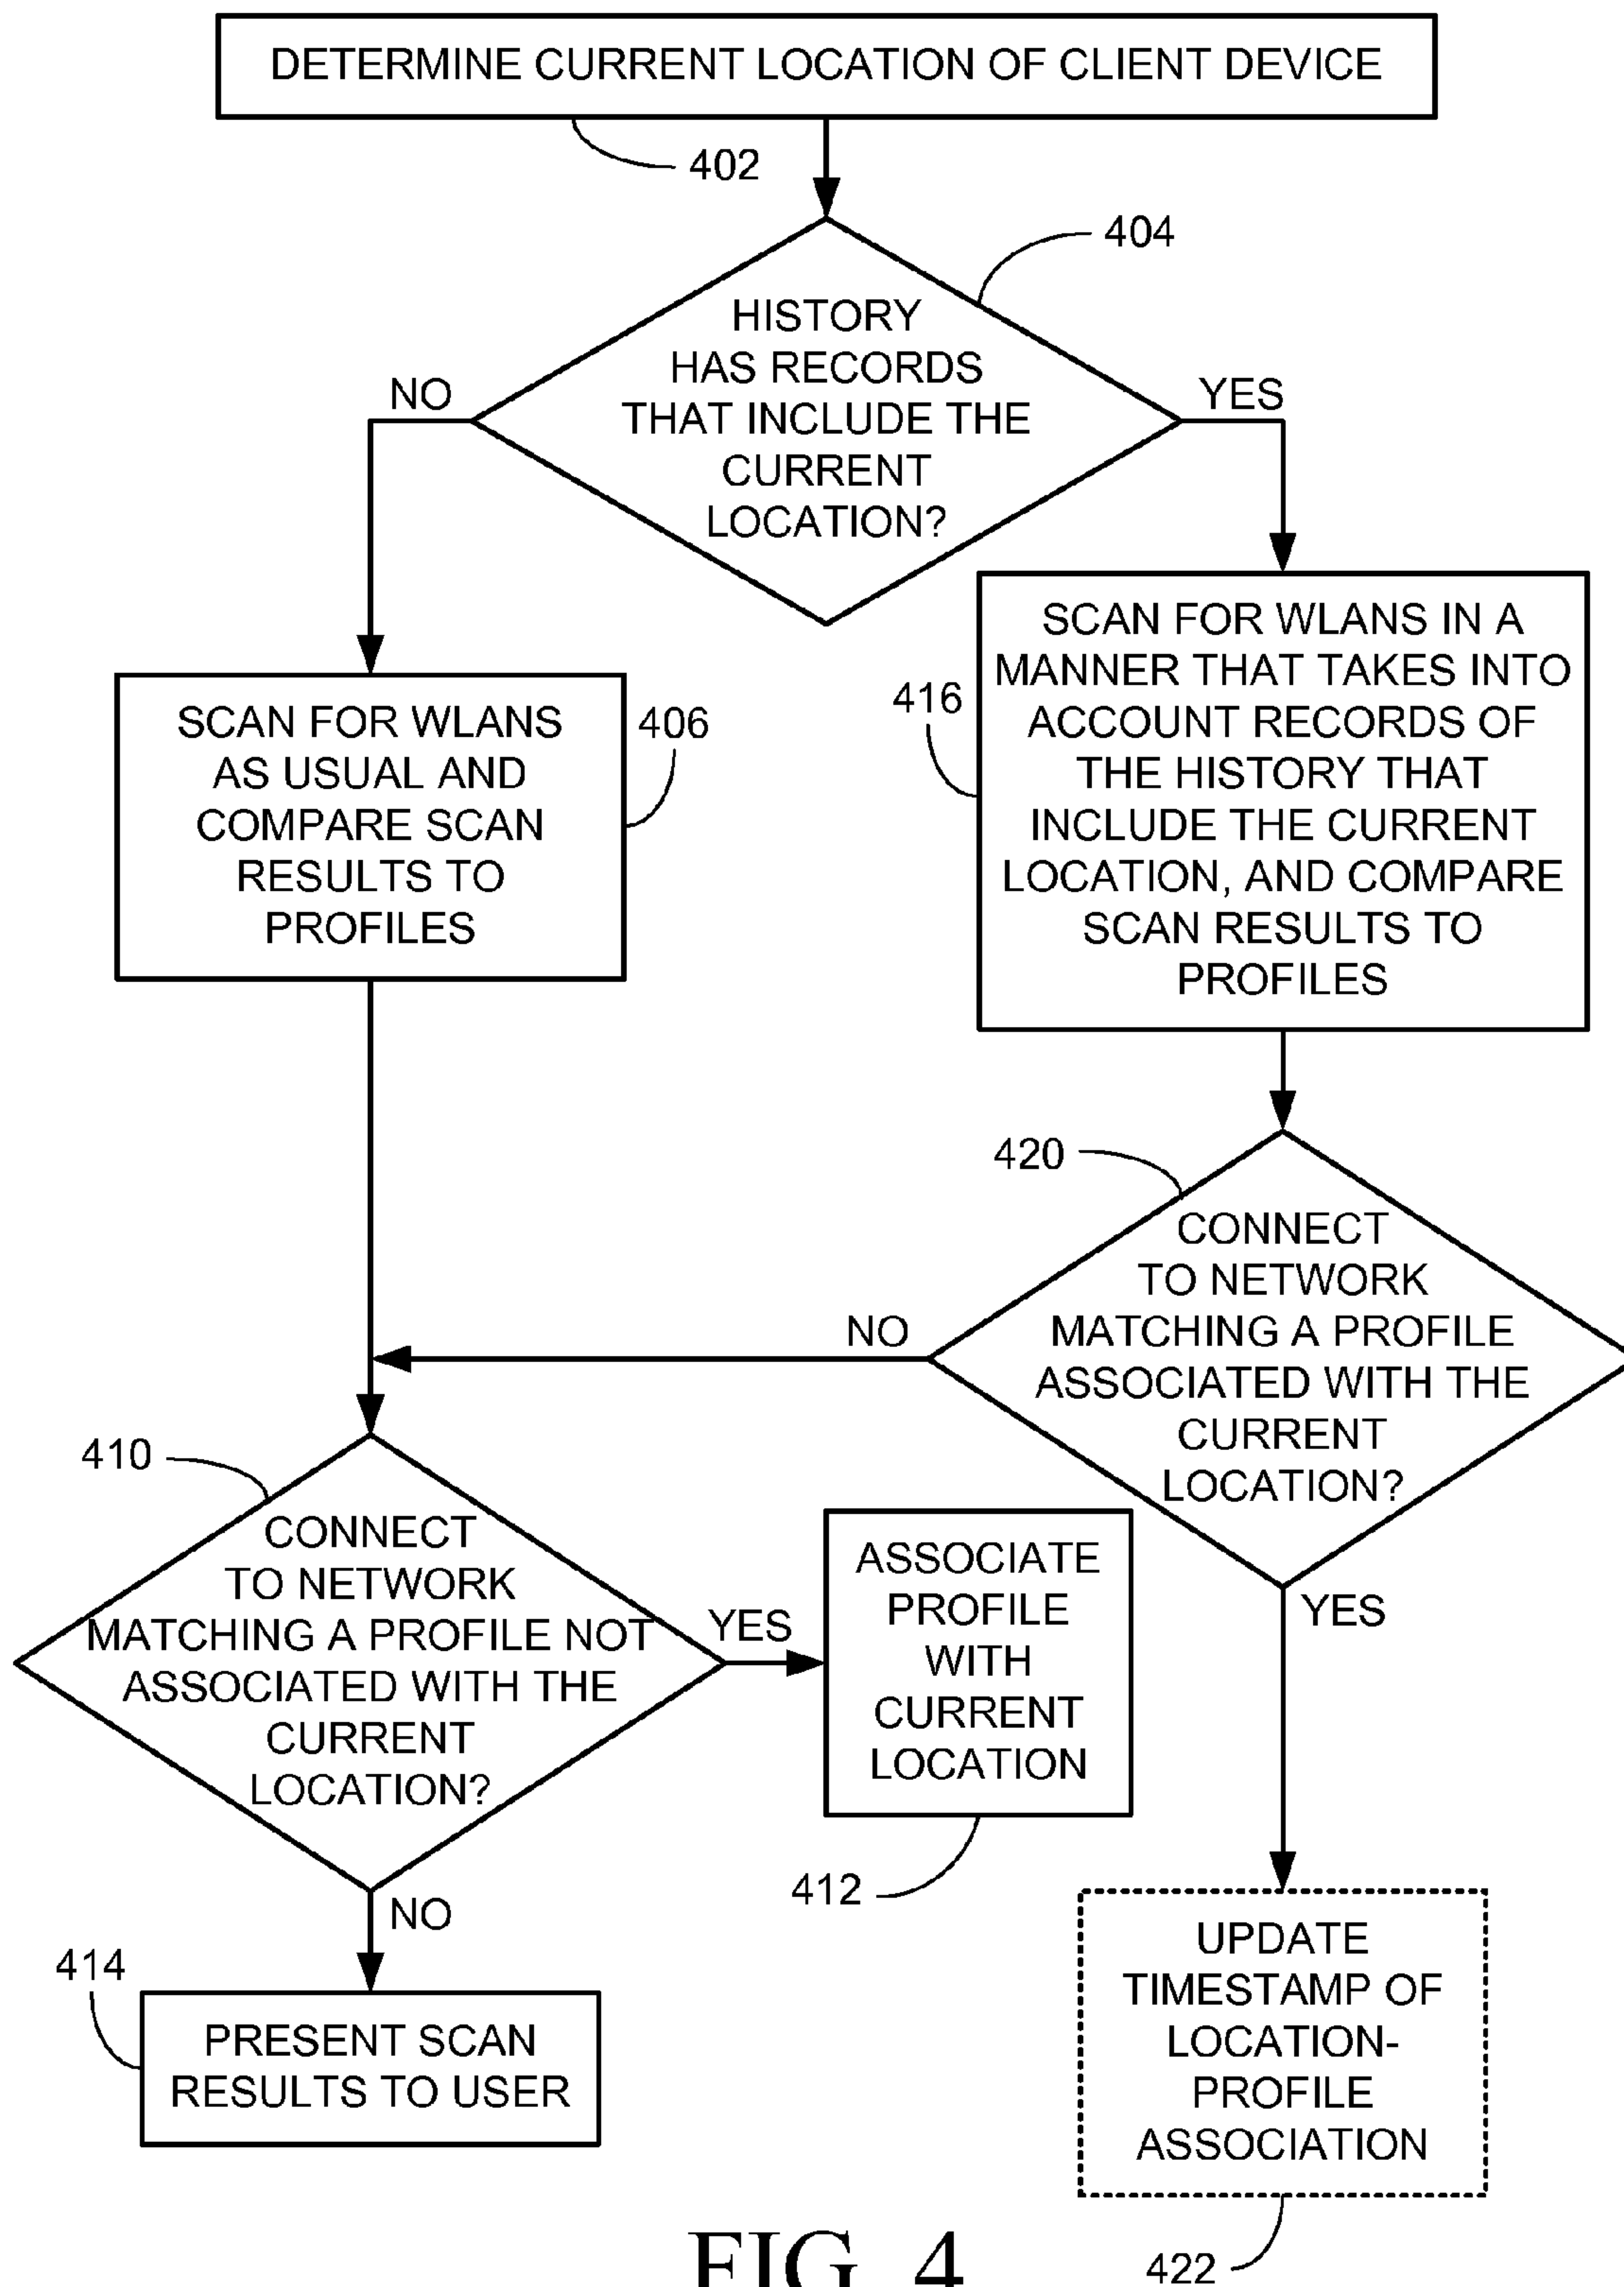 DETERMINE CURRENT LOCATION OF CLIENT DEVICE
402
404
HISTORY
HAS RECORDS
THAT INCLUDE THE
CURRENT
LOCATION?
NO
YES
SCAN FOR WLANS
AS USUAL AND
COMPARE SCAN
RESULTS TO
PROFILES
406
416
SCAN FOR WLANS IN A
MANNER THAT TAKES INTO
ACCOUNT RECORDS OF
THE HISTORY THAT
INCLUDE THE CURRENT
LOCATION, AND COMPARE
SCAN RESULTS TO
PROFILES
420
CONNECT
TO NETWORK
MATCHING A PROFILE
ASSOCIATED WITH THE
CURRENT
LOCATION?
NO
YES
410
CONNECT
TO NETWORK
MATCHING A PROFILE NOT
ASSOCIATED WITH THE
CURRENT
LOCATION?
YES
NO
ASSOCIATE
PROFILE
WITH
CURRENT
LOCATION
412
414
PRESENT SCAN
RESULTS TO USER
UPDATE
TIMESTAMP OF
LOCATION-
PROFILE
ASSOCIATION
422
FIG. 4